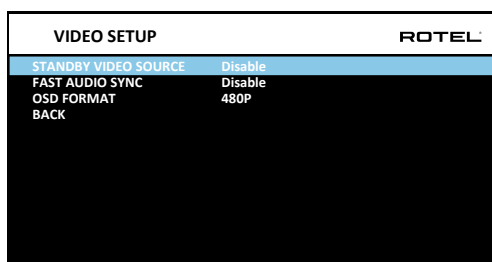 VIDEO SETUP ROTEL
STANDBY VIDEO SOURCE Disable
FAST AUDIO SYNC Disable
OSD FORMAT 480P
BACK